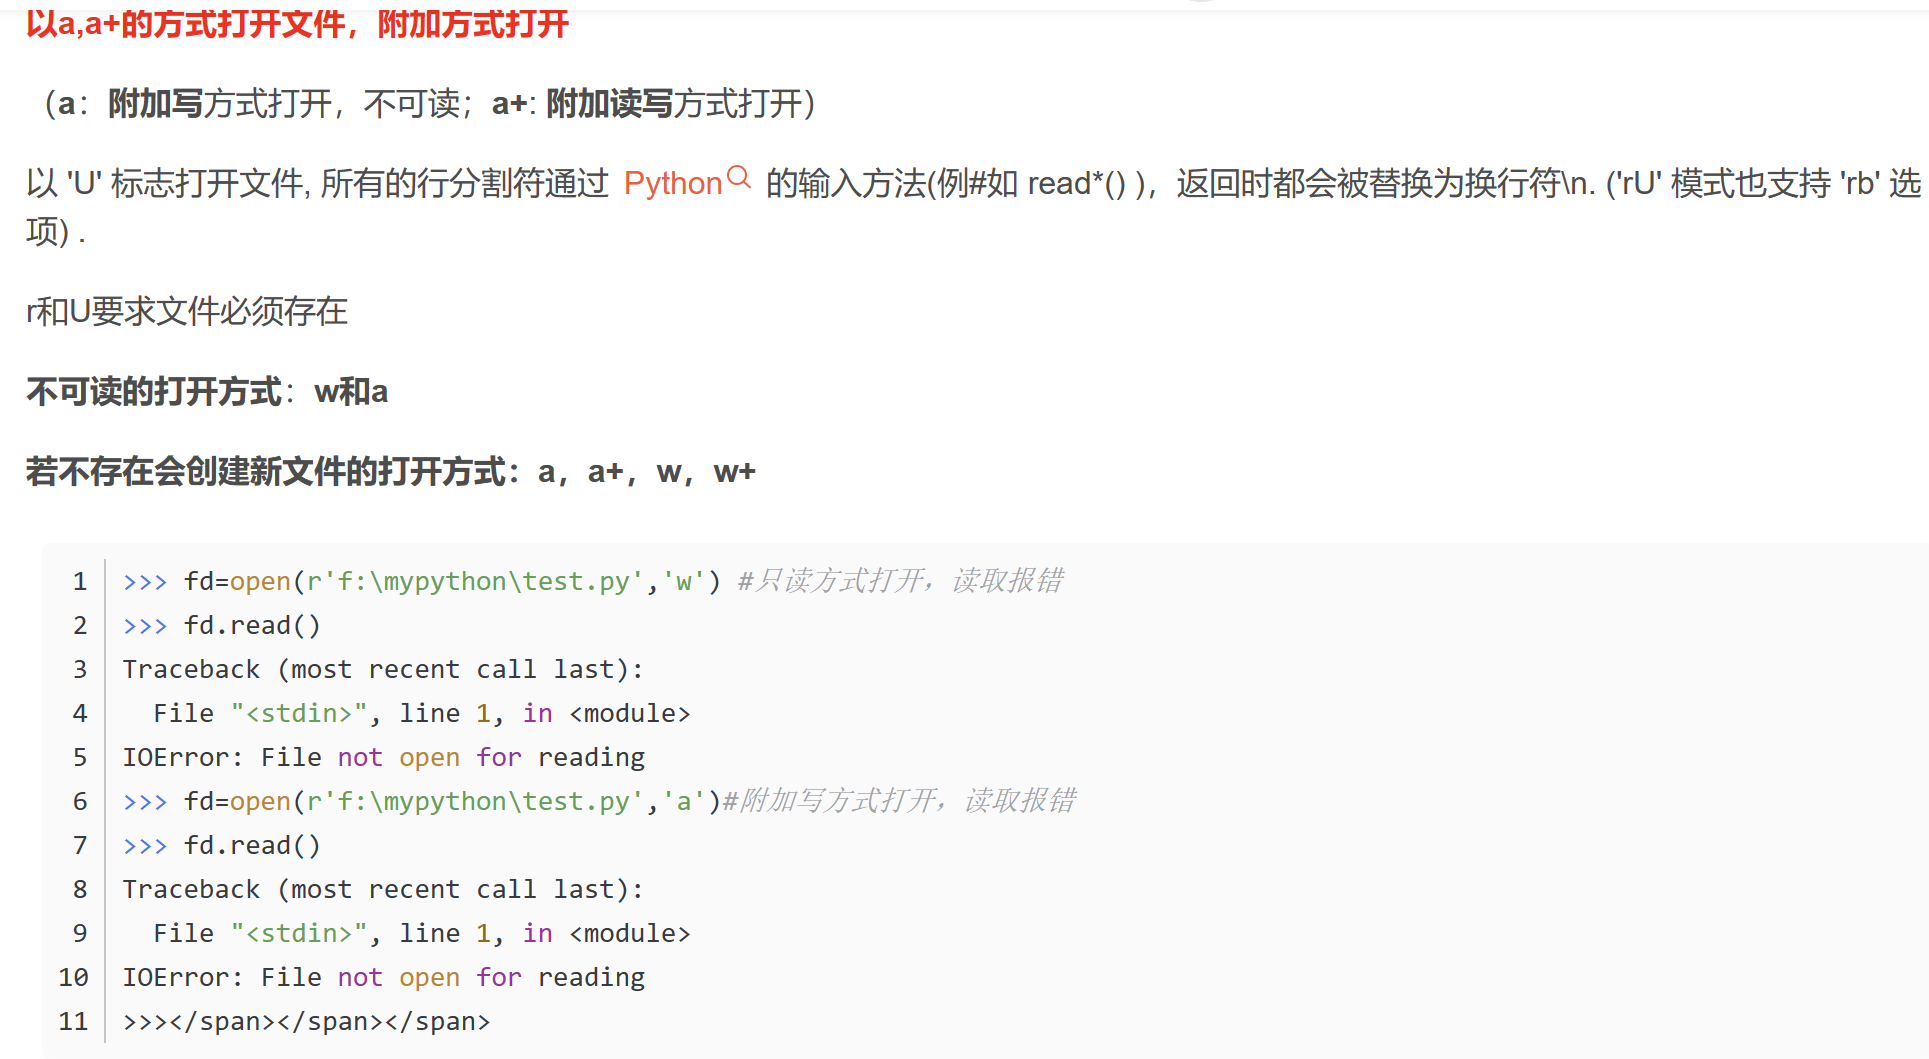 以a,a+的方式打开文件，附加方式打开
（a：附加写方式打开，不可读；a+: 附加读写方式打开）
以 'U' 标志打开文件, 所有的行分割符通过 Python 的输入方法(例#如 read*() )，返回时都会被替换为换行符\n. ('rU' 模式也支持 'rb' 选
项) .
r和U要求文件必须存在
不可读的打开方式：w和a
若不存在会创建新文件的打开方式：a，a+，w，w+
1 >>> fd=open(r'f:\mypython\test.py','w') #只读方式打开，读取报错
2 >>> fd.read()
3 Traceback (most recent call last):
4   File "<stdin>", line 1, in <module>
5 IOError: File not open for reading
6 >>> fd=open(r'f:\mypython\test.py','a')#附加写方式打开，读取报错
7 >>> fd.read()
8 Traceback (most recent call last):
9   File "<stdin>", line 1, in <module>
10 IOError: File not open for reading
11 >>></span></span></span>